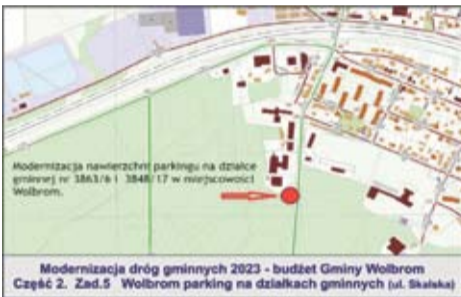 Modernizacja nawierzchni parkingu na działce
gminnej nr 3863/6 i 3848/17 w miejscowości
Wolbrom.
Modernizacja dróg gminnych 2023 - budżet Gminy Wolbrom
Część 2. Zad.5 Wolbrom parking na działkach gminnych (ul. Skalska)